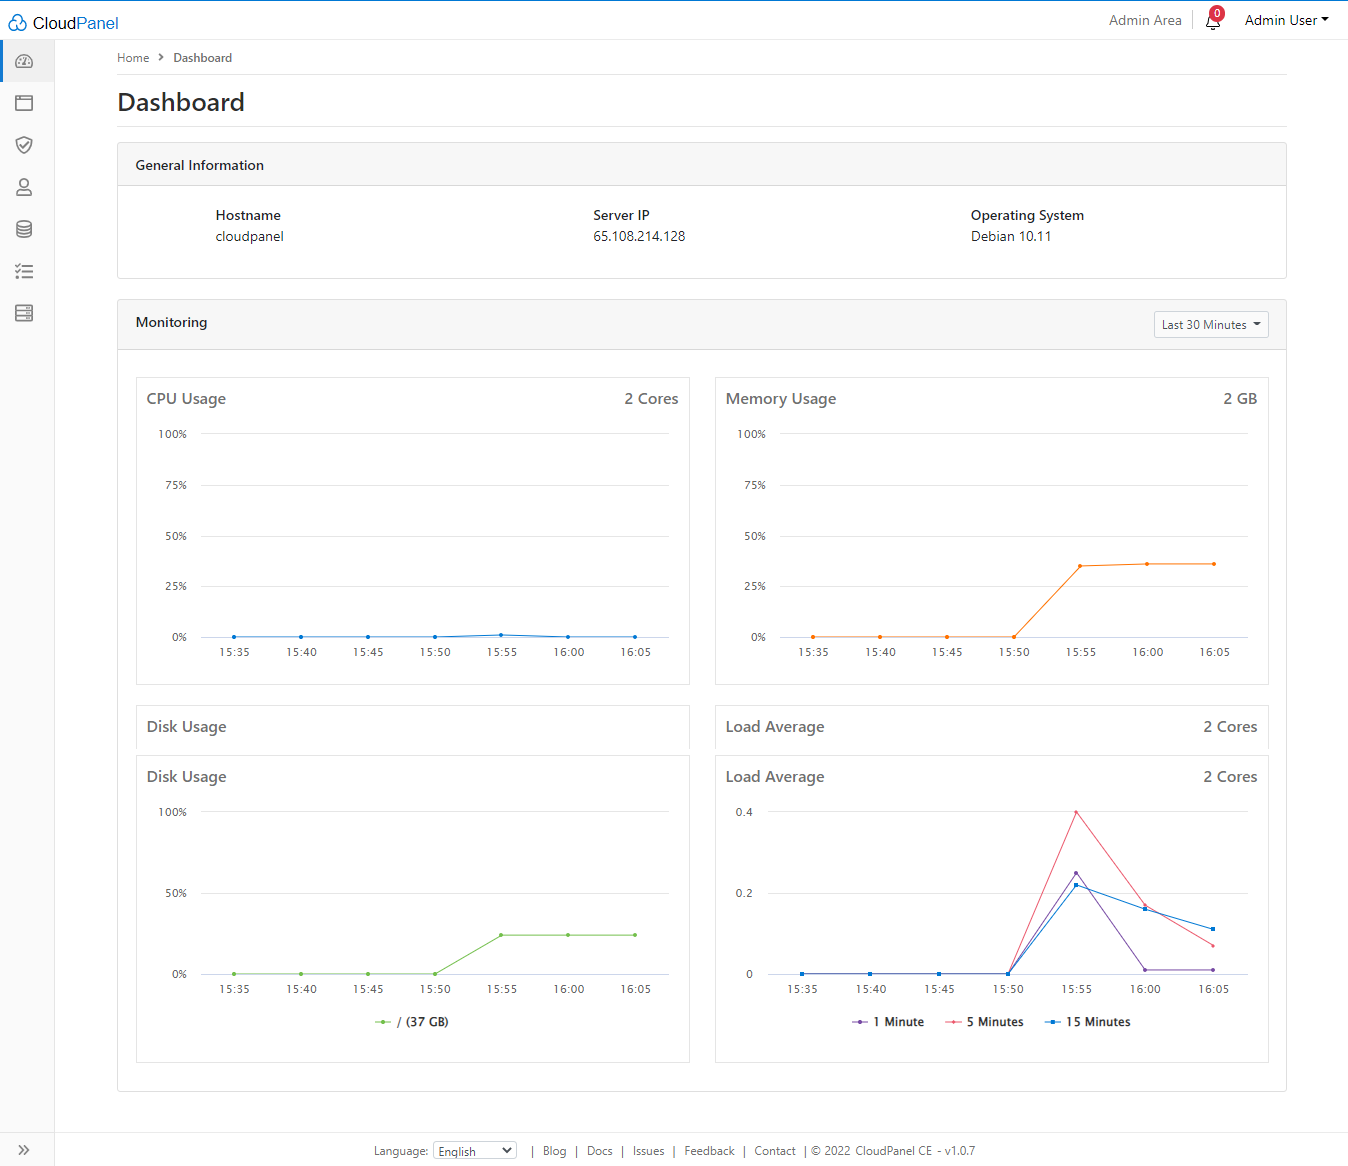 CloudPanel
Admin Area
0
Admin User
Home > Dashboard
Dashboard
General Information
Hostname
cloudpanel
Server IP
65.108.214.128
Operating System
Debian 10.11
Monitoring
Last 30 Minutes
CPU Usage
2 Cores
100%
75%
50%
25%
0%
15:35 15:40 15:45 15:50 15:55 16:00 16:05
Memory Usage
2 GB
100%
75%
50%
25%
0%
15:35 15:40 15:45 15:50 15:55 16:00 16:05
Disk Usage
Load Average
2 Cores
Disk Usage
100%
50%
0%
15:35 15:40 15:45 15:50 15:55 16:00 16:05
/ (37 GB)
Load Average
2 Cores
0.4
0.2
0
15:35 15:40 15:45 15:50 15:55 16:00 16:05
1 Minute 5 Minutes 15 Minutes
Language: English | Blog | Docs | Issues | Feedback | Contact | © 2022 CloudPanel CE - v1.0.7